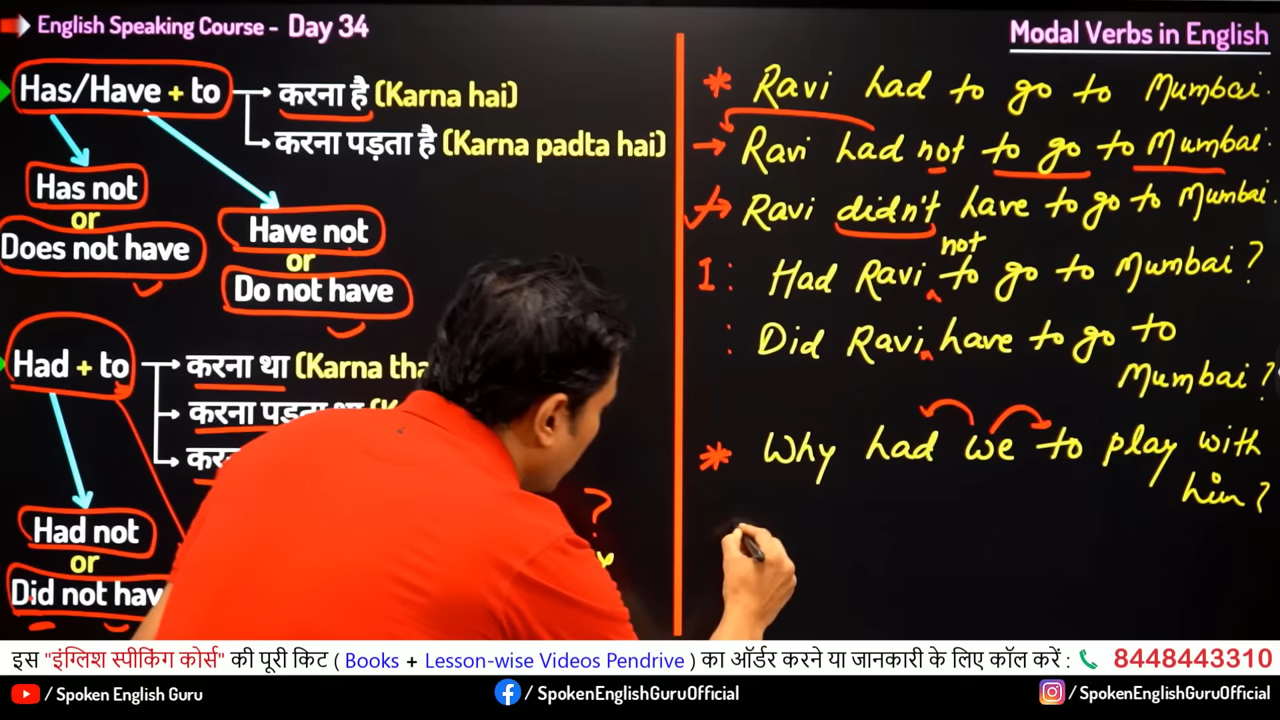 English Speaking Course - Day 34
Modal Verbs in English
Has/Have + to
करना है (Karna hai)
करना पड़ता है (Karna padta hai)
Has not
or
Does not have
Have not
or
Do not have
Had + to
करना था (Karna tha
करना पड़ता था
Had not
or
Did not hav
?
* Ravi had to go to Mumbai.
→ Ravi had not to go to Mumbai.
→ Ravi didn't have to go to Mumbai.
not
I: Had Ravi ‸ to go to Mumbai?
: Did Ravi ‸ have to go to
Mumbai?
* Why had we to play with
him?
इस "इंग्लिश स्पीकिंग कोर्स" की पूरी किट ( Books + Lesson-wise Videos Pendrive ) का ऑर्डर करने या जानकारी के लिए कॉल करें : 8448443310
/ Spoken English Guru
/ SpokenEnglishGuruOfficial
/ SpokenEnglishGuruOfficial